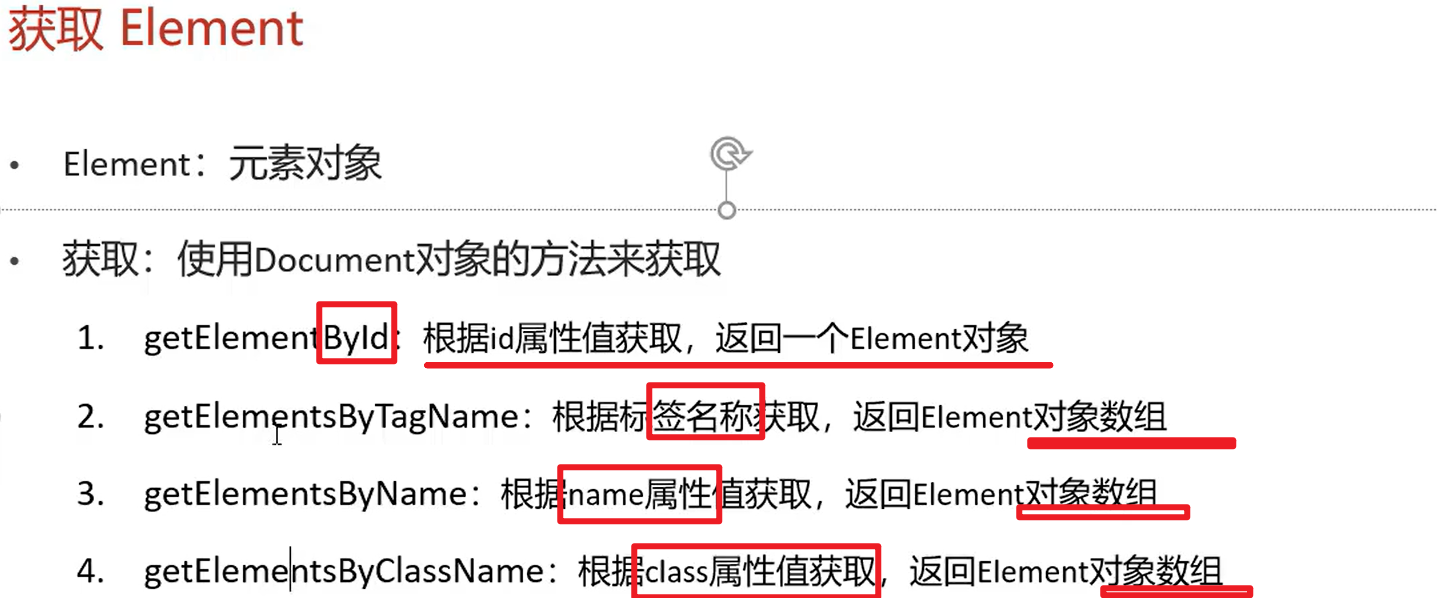 获取 Element
• Element：元素对象
• 获取：使用Document对象的方法来获取
1. getElementById：根据id属性值获取，返回一个Element对象
2. getElementsByTagName：根据标签名称获取，返回Element对象数组
3. getElementsByName：根据name属性值获取，返回Element对象数组
4. getElementsByClassName：根据class属性值获取，返回Element对象数组